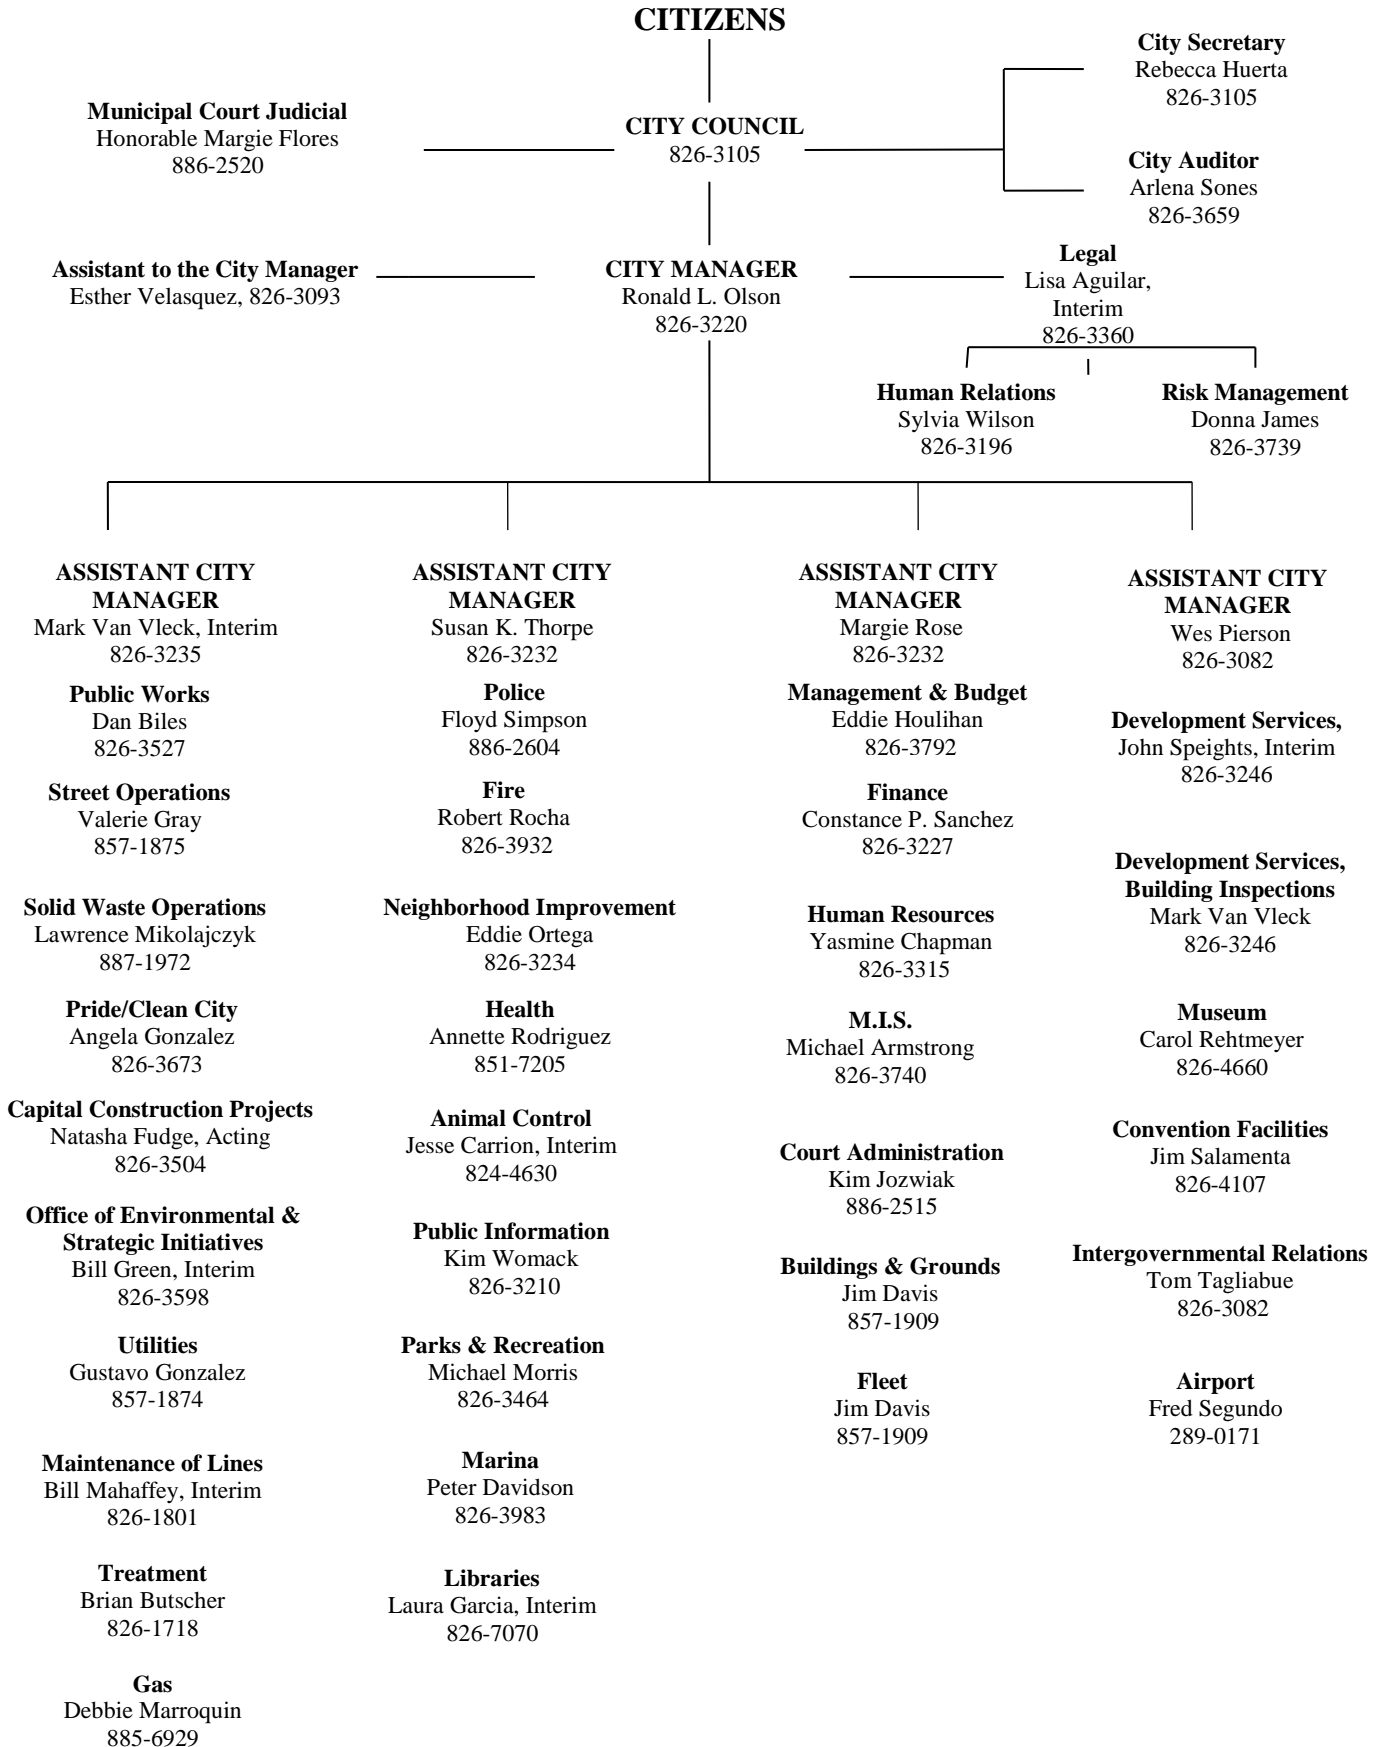 CITIZENS
City Secretary
Rebecca Huerta
826-3105
Municipal Court Judicial
Honorable Margie Flores
886-2520
CITY COUNCIL
826-3105
City Auditor
Arlena Sones
826-3659
Assistant to the City Manager
Esther Velasquez, 826-3093
CITY MANAGER
Ronald L. Olson
826-3220
Legal
Lisa Aguilar,
Interim
826-3360
Human Relations
Sylvia Wilson
826-3196
Risk Management
Donna James
826-3739
ASSISTANT CITY
MANAGER
Mark Van Vleck, Interim
826-3235
Public Works
Dan Biles
826-3527
Street Operations
Valerie Gray
857-1875
Solid Waste Operations
Lawrence Mikolajczyk
887-1972
Pride/Clean City
Angela Gonzalez
826-3673
Capital Construction Projects
Natasha Fudge, Acting
826-3504
Office of Environmental &
Strategic Initiatives
Bill Green, Interim
826-3598
Utilities
Gustavo Gonzalez
857-1874
Maintenance of Lines
Bill Mahaffey, Interim
826-1801
Treatment
Brian Butscher
826-1718
Gas
Debbie Marroquin
885-6929
ASSISTANT CITY
MANAGER
Susan K. Thorpe
826-3232
Police
Floyd Simpson
886-2604
Fire
Robert Rocha
826-3932
Neighborhood Improvement
Eddie Ortega
826-3234
Health
Annette Rodriguez
851-7205
Animal Control
Jesse Carrion, Interim
824-4630
Public Information
Kim Womack
826-3210
Parks & Recreation
Michael Morris
826-3464
Marina
Peter Davidson
826-3983
Libraries
Laura Garcia, Interim
826-7070
ASSISTANT CITY
MANAGER
Margie Rose
826-3232
Management & Budget
Eddie Houlihan
826-3792
Finance
Constance P. Sanchez
826-3227
Human Resources
Yasmine Chapman
826-3315
M.I.S.
Michael Armstrong
826-3740
Court Administration
Kim Jozwiak
886-2515
Buildings & Grounds
Jim Davis
857-1909
Fleet
Jim Davis
857-1909
ASSISTANT CITY
MANAGER
Wes Pierson
826-3082
Development Services,
John Speights, Interim
826-3246
Development Services,
Building Inspections
Mark Van Vleck
826-3246
Museum
Carol Rehtmeyer
826-4660
Convention Facilities
Jim Salamenta
826-4107
Intergovernmental Relations
Tom Tagliabue
826-3082
Airport
Fred Segundo
289-0171